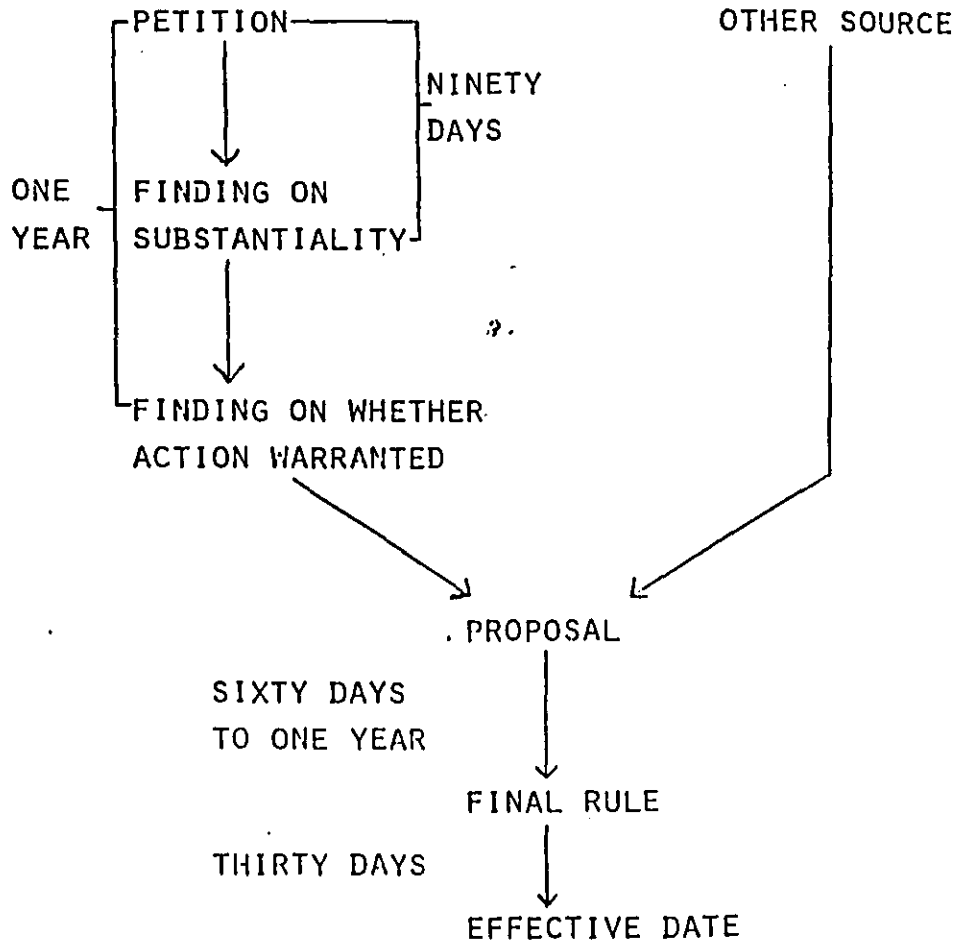 PETITION
OTHER SOURCE
NINETY
DAYS
ONE
YEAR
FINDING ON
SUBSTANTIALITY
FINDING ON WHETHER
ACTION WARRANTED
PROPOSAL
SIXTY DAYS
TO ONE YEAR
FINAL RULE
THIRTY DAYS
EFFECTIVE DATE